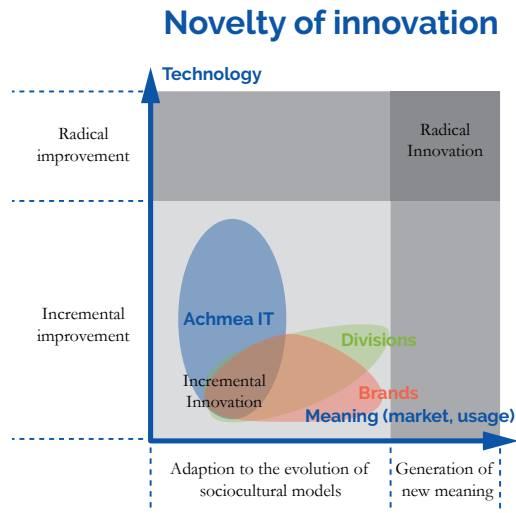 Novelty of innovation
Technology
Radical
improvement
Radical
Innovation
Incremental
improvement
Achmea IT
Divisions
Incremental
Innovation
Brands
Meaning (market, usage)
Adaption to the evolution of
sociocultural models
Generation of
new meaning